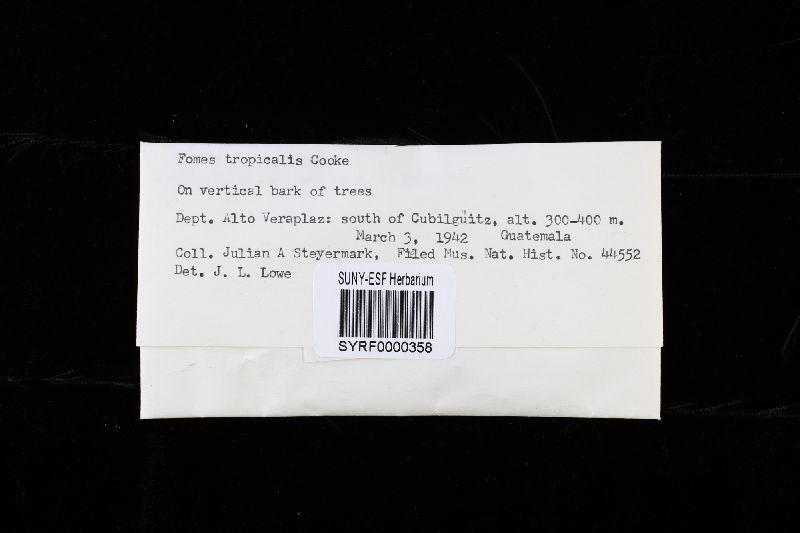 Fomes tropicalis Cooke
On vertical bark of trees
Dept. Alto Veraplaz: south of Cubilgüitz, alt. 300-400 m.
March 3, 1942 Guatemala
Coll. Julian A Steyermark, Filed Mus. Nat. Hist. No. 44552
Det. J. L. Lowe
SUNY-ESF Herbarium
SYRF0000358